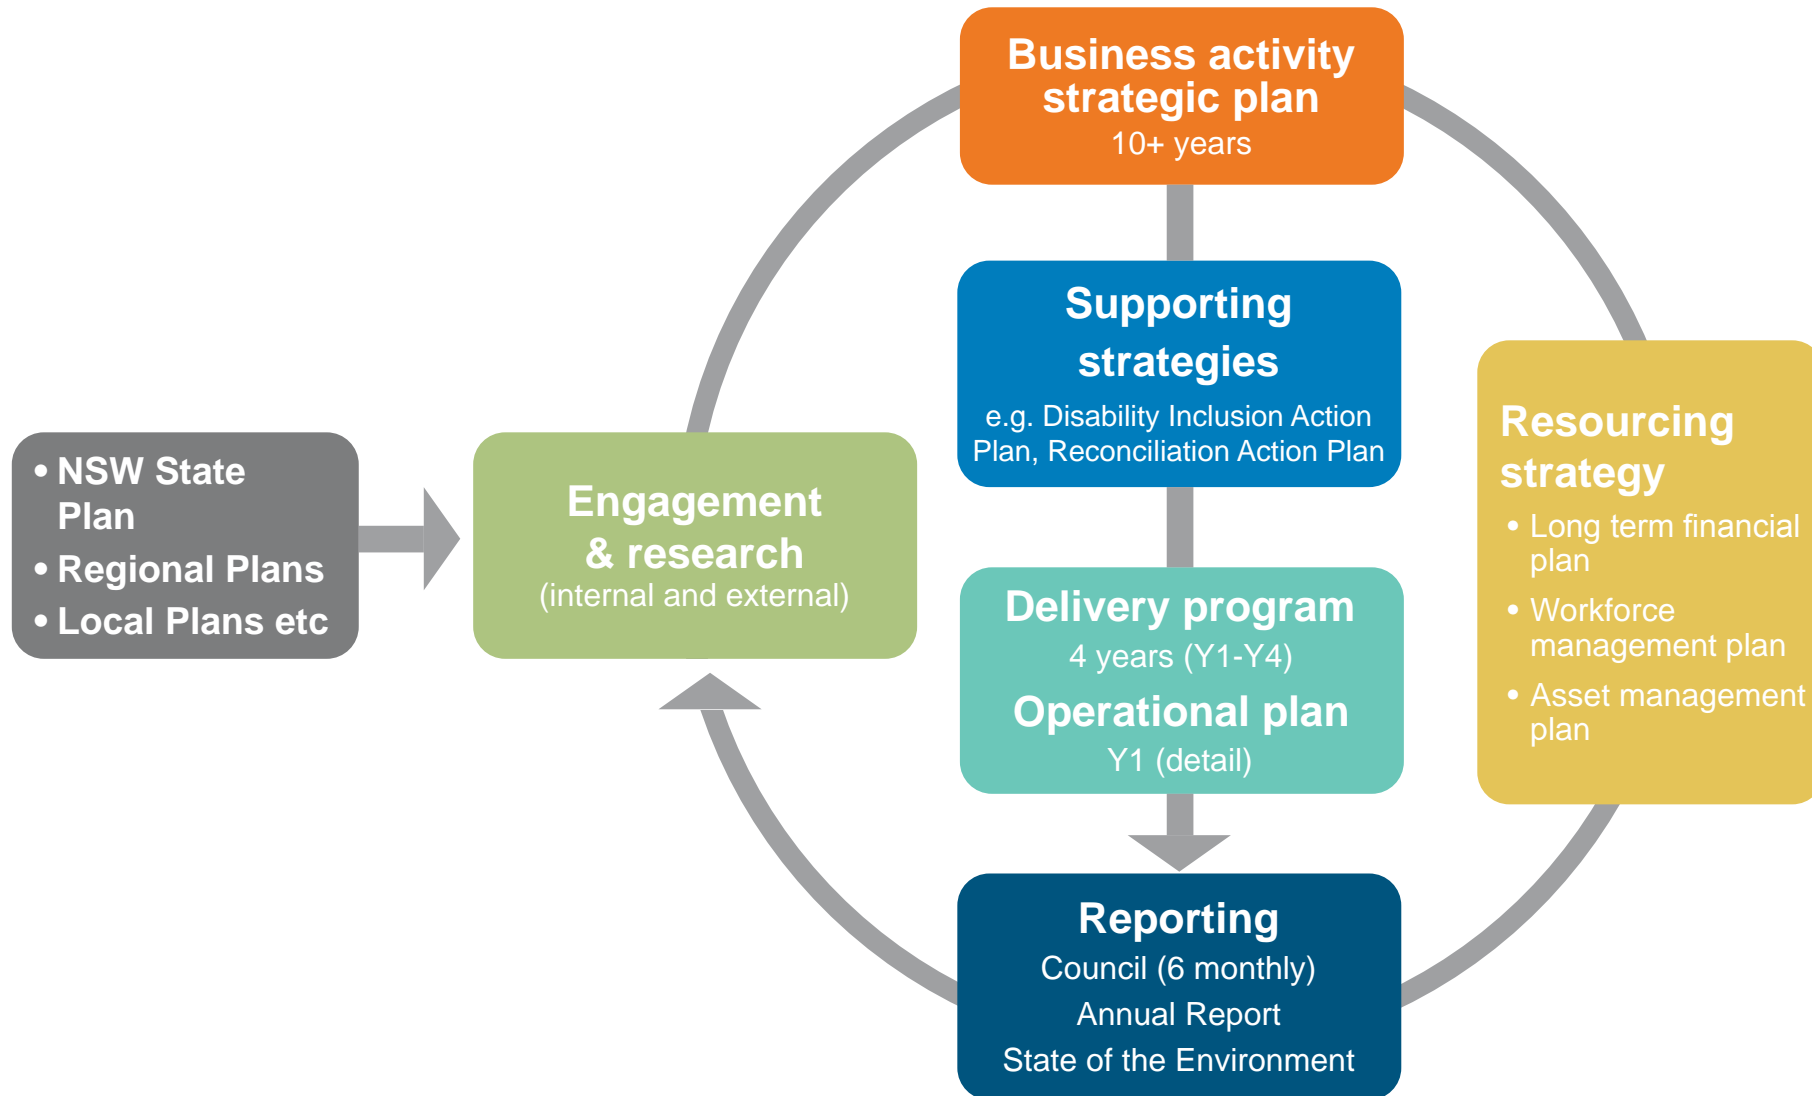 Business activity
strategic plan
10+ years
Supporting
strategies
e.g. Disability Inclusion Action
Plan, Reconciliation Action Plan
• NSW State
Plan
• Regional Plans
• Local Plans etc
Engagement
& research
(internal and external)
Delivery program
4 years (Y1-Y4)
Operational plan
Y1 (detail)
Resourcing
strategy
• Long term financial
plan
• Workforce
management plan
• Asset management
plan
Reporting
Council (6 monthly)
Annual Report
State of the Environment